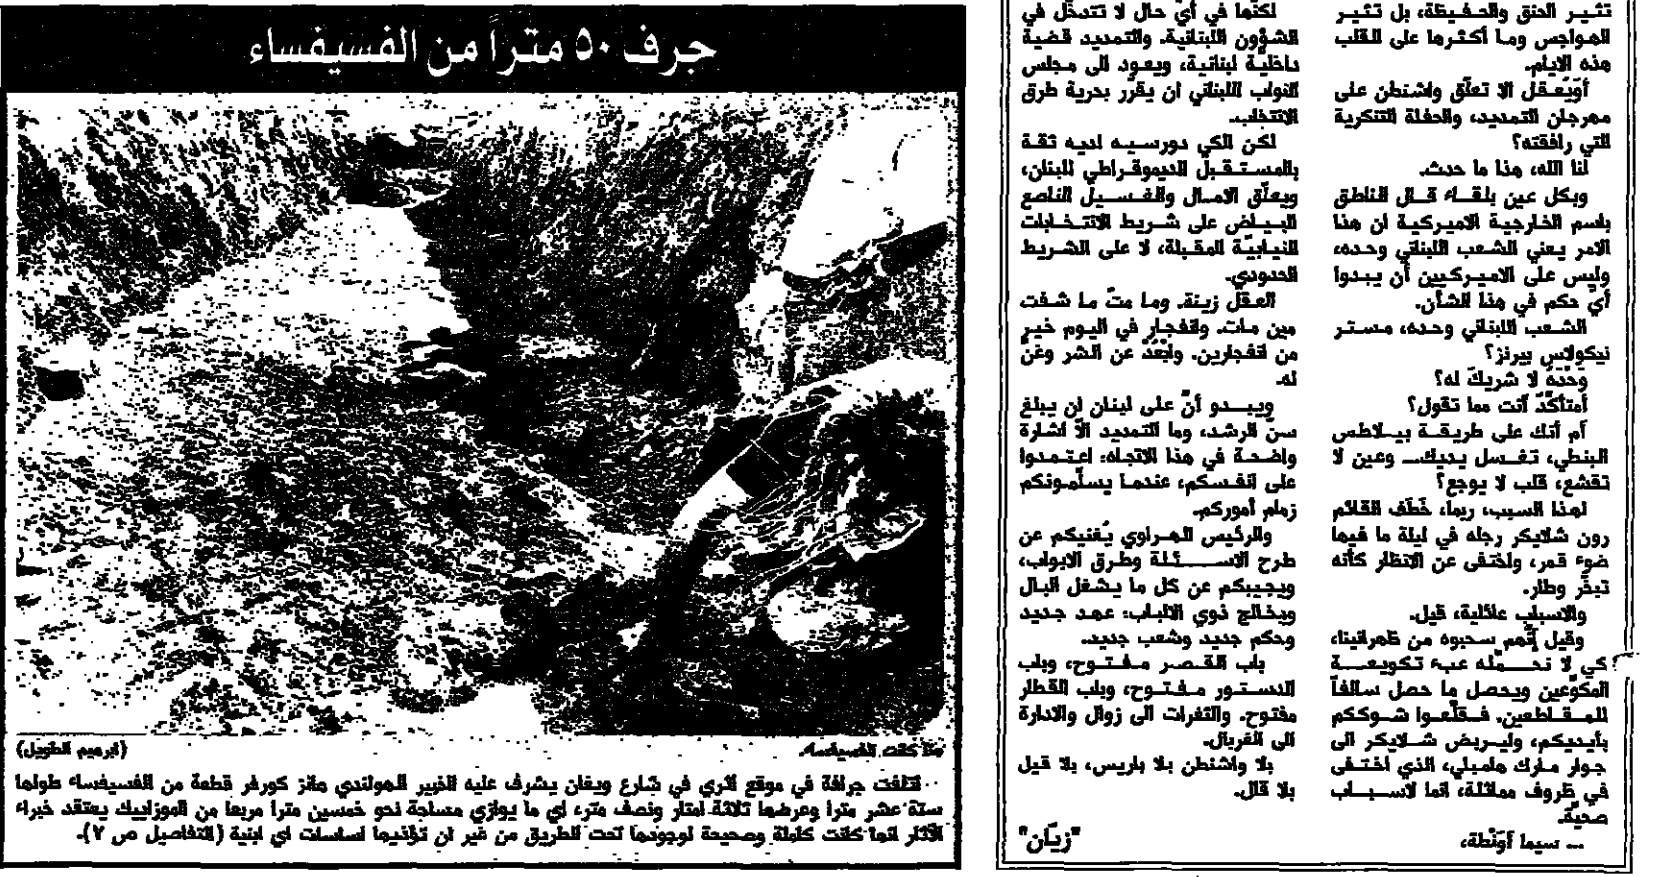 تثير الحنق والحفيظة، بل تثير
الهواجس وما أكثرها على القلب
هذه الايام.
أوَيُعقل الا تعلّق واشنطن على
مهرجان التمديد، والحفلة التنكرية
التي رافقته؟
لنا الله، هذا ما حدث.
وبكل عين بلقاء قال الناطق
باسم الخارجية الاميركية ان هذا
الامر يعني الشعب اللبناني وحده،
وليس على الاميركيين أن يبدوا
أي حكم في هذا الشأن.
الشعب اللبناني وحده، مستر
نيكولاس بيرنز؟
وحْدَهُ لا شريكَ له؟
أمتأكّدٌ أنت مما تقول؟
أم أنك على طريقة بيلاطس
البنطي، تغسل يديك... وعين لا
تقشع، قلب لا يوجع؟
لهذا السبب، ربما، خَطَف القائم
رون شلايكر رجله في ليلة ما فيها
ضوء قمر، واختفى عن الانظار كأنه
تبخّر وطار.
والاسباب عائلية، قيل.
وقيل إنّهم سحبوه من ظهرانينا،
كي لا نحمّله عبء تكويعة
المكوّعين ويحصل ما حصل سالفاً
للمقاطعين. فقلّعوا شوككم
بأيديكم، وليربض شلايكر الى
جوار مارك هامبلي، الذي اختفى
في ظروف مماثلة، انما لاسباب
صحيّة.
... سيما أوَنْطة،
لكنّها في أيّ حال لا تتدخّل في
الشؤون اللبنانية. والتمديد قضية
داخليّة لبنانية، ويعود الى مجلس
النواب اللبناني ان يقرّر بحرية طرق
الانتخاب.
لكن الكي دورسيه لديه ثقة
بالمستقبل الديموقراطي للبنان،
ويعلّق الامال والغسيل الناصع
البياض على شريط الانتخابات
النيابيّة المقبلة، لا على الشريط
الحدودي.
العقل زينة. وما متّ ما شفت
مين مات. وانفجار في اليوم خير
من انفجارين. وابْعُدْ عن الشر وغنّ
له.
ويبدو أنّ على لبنان ان يبلغ
سنّ الرشد، وما التمديد الاّ اشارة
واضحة في هذا الاتجاه: اعتمدوا
على انفسكم، عندما يسلّمونكم
زمام أموركم.
والرئيس الهراوي يُغنيكم عن
طرح الاسئلة وطرق الابواب،
ويجيبكم عن كل ما يشغل البال
ويخالج ذوي الالباب: عهد جديد
وحكم جديد وشعب جديد.
باب القصر مفتوح، وباب
الدستور مفتوح، وباب القطار
مفتوح. والثغرات الى زوال والادارة
الى الغربال.
بلا واشنطن بلا باريس، بلا قيل
بلا قال.
"زيّان"
جرف ٥٠ متراً من الفسيفساء
هنا كانت الفسيفساء.
(ابرهيم الطويل)
اتلفت جرافة في موقع اثري في شارع ويغان يشرف عليه الخبير الهولندي هانز كورفر قطعة من الفسيفساء طولها
ستة عشر متراً وعرضها ثلاثة امتار ونصف متر، اي ما يوازي مساحة نحو خمسين متراً مربعاً من الموزاييك يعتقد خبراء
الآثار انها كانت كاملة وصحيحة لوجودها تحت الطريق من غير ان تؤذيها اساسات اي ابنية (التفاصيل ص ٧).